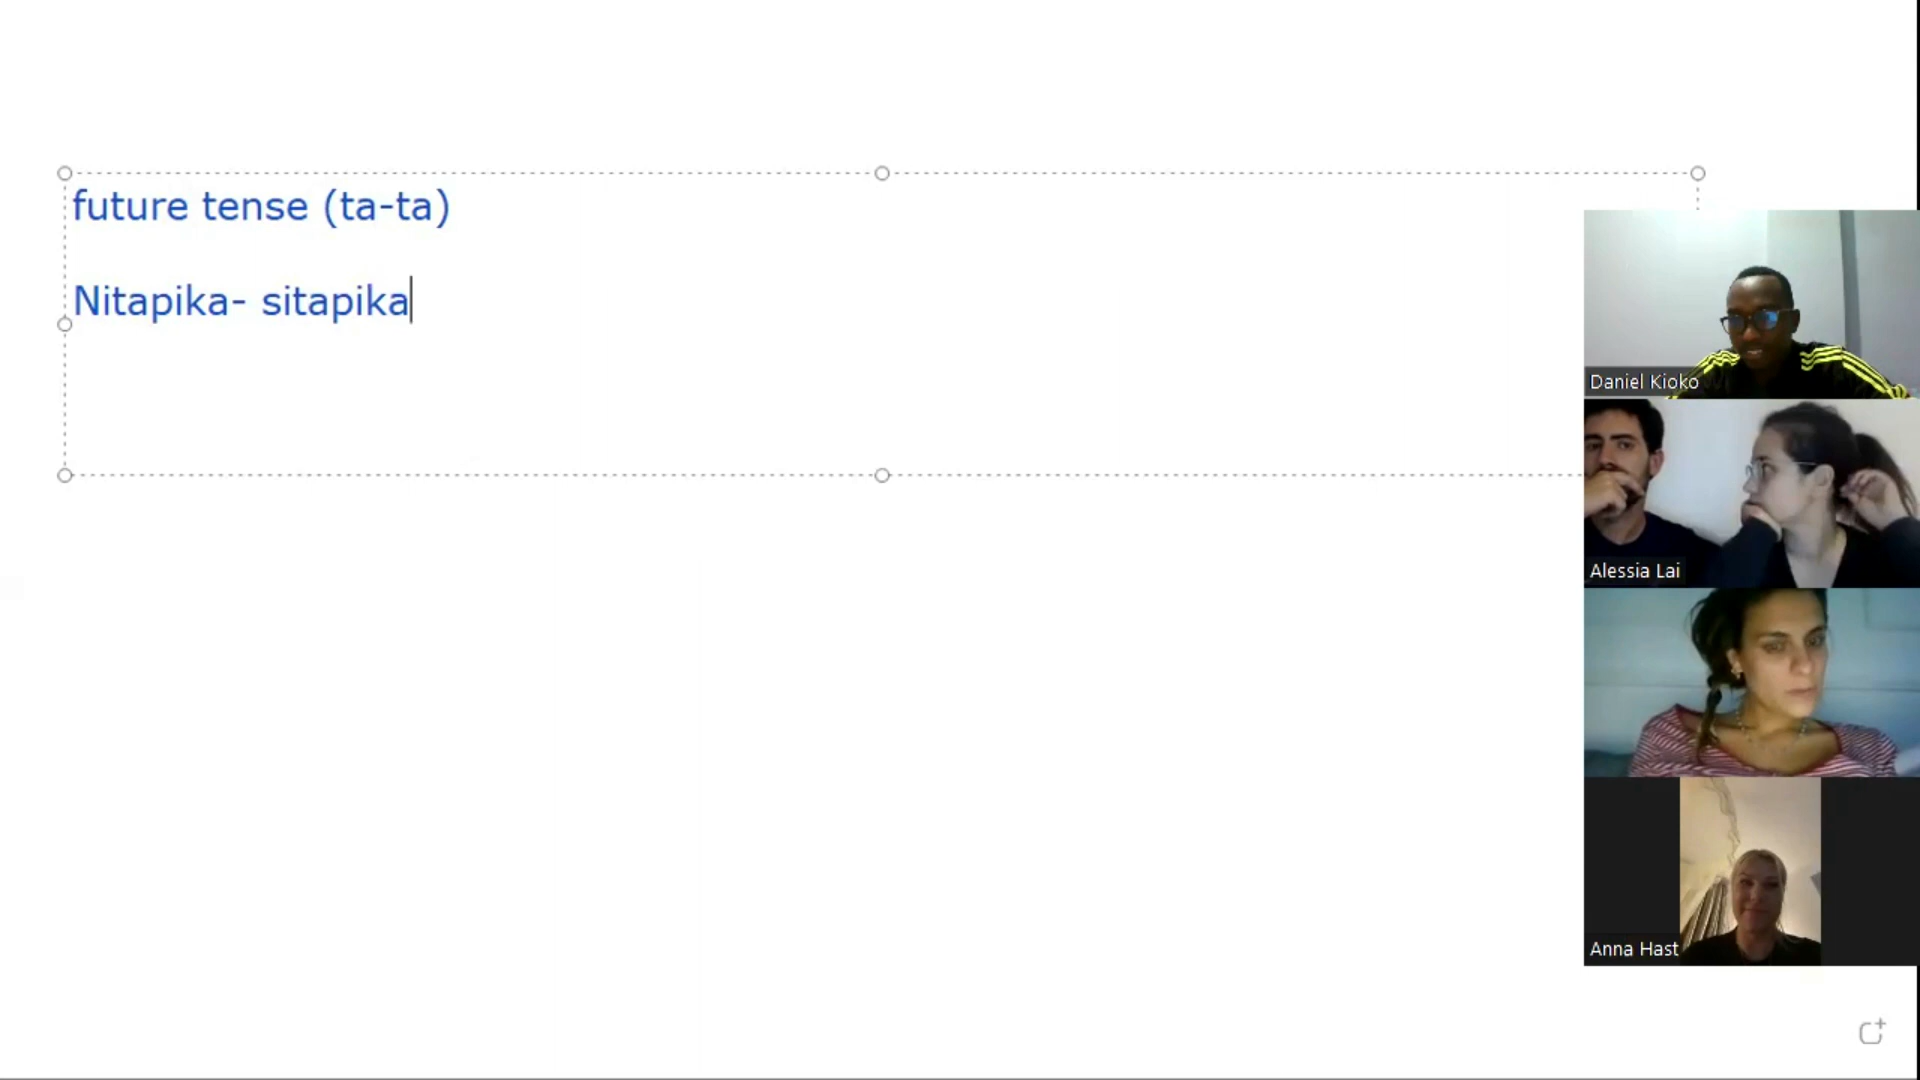 future tense (ta-ta)
Nitapika- sitapika
Daniel Kioko
Alessia Lai
Anna Hast